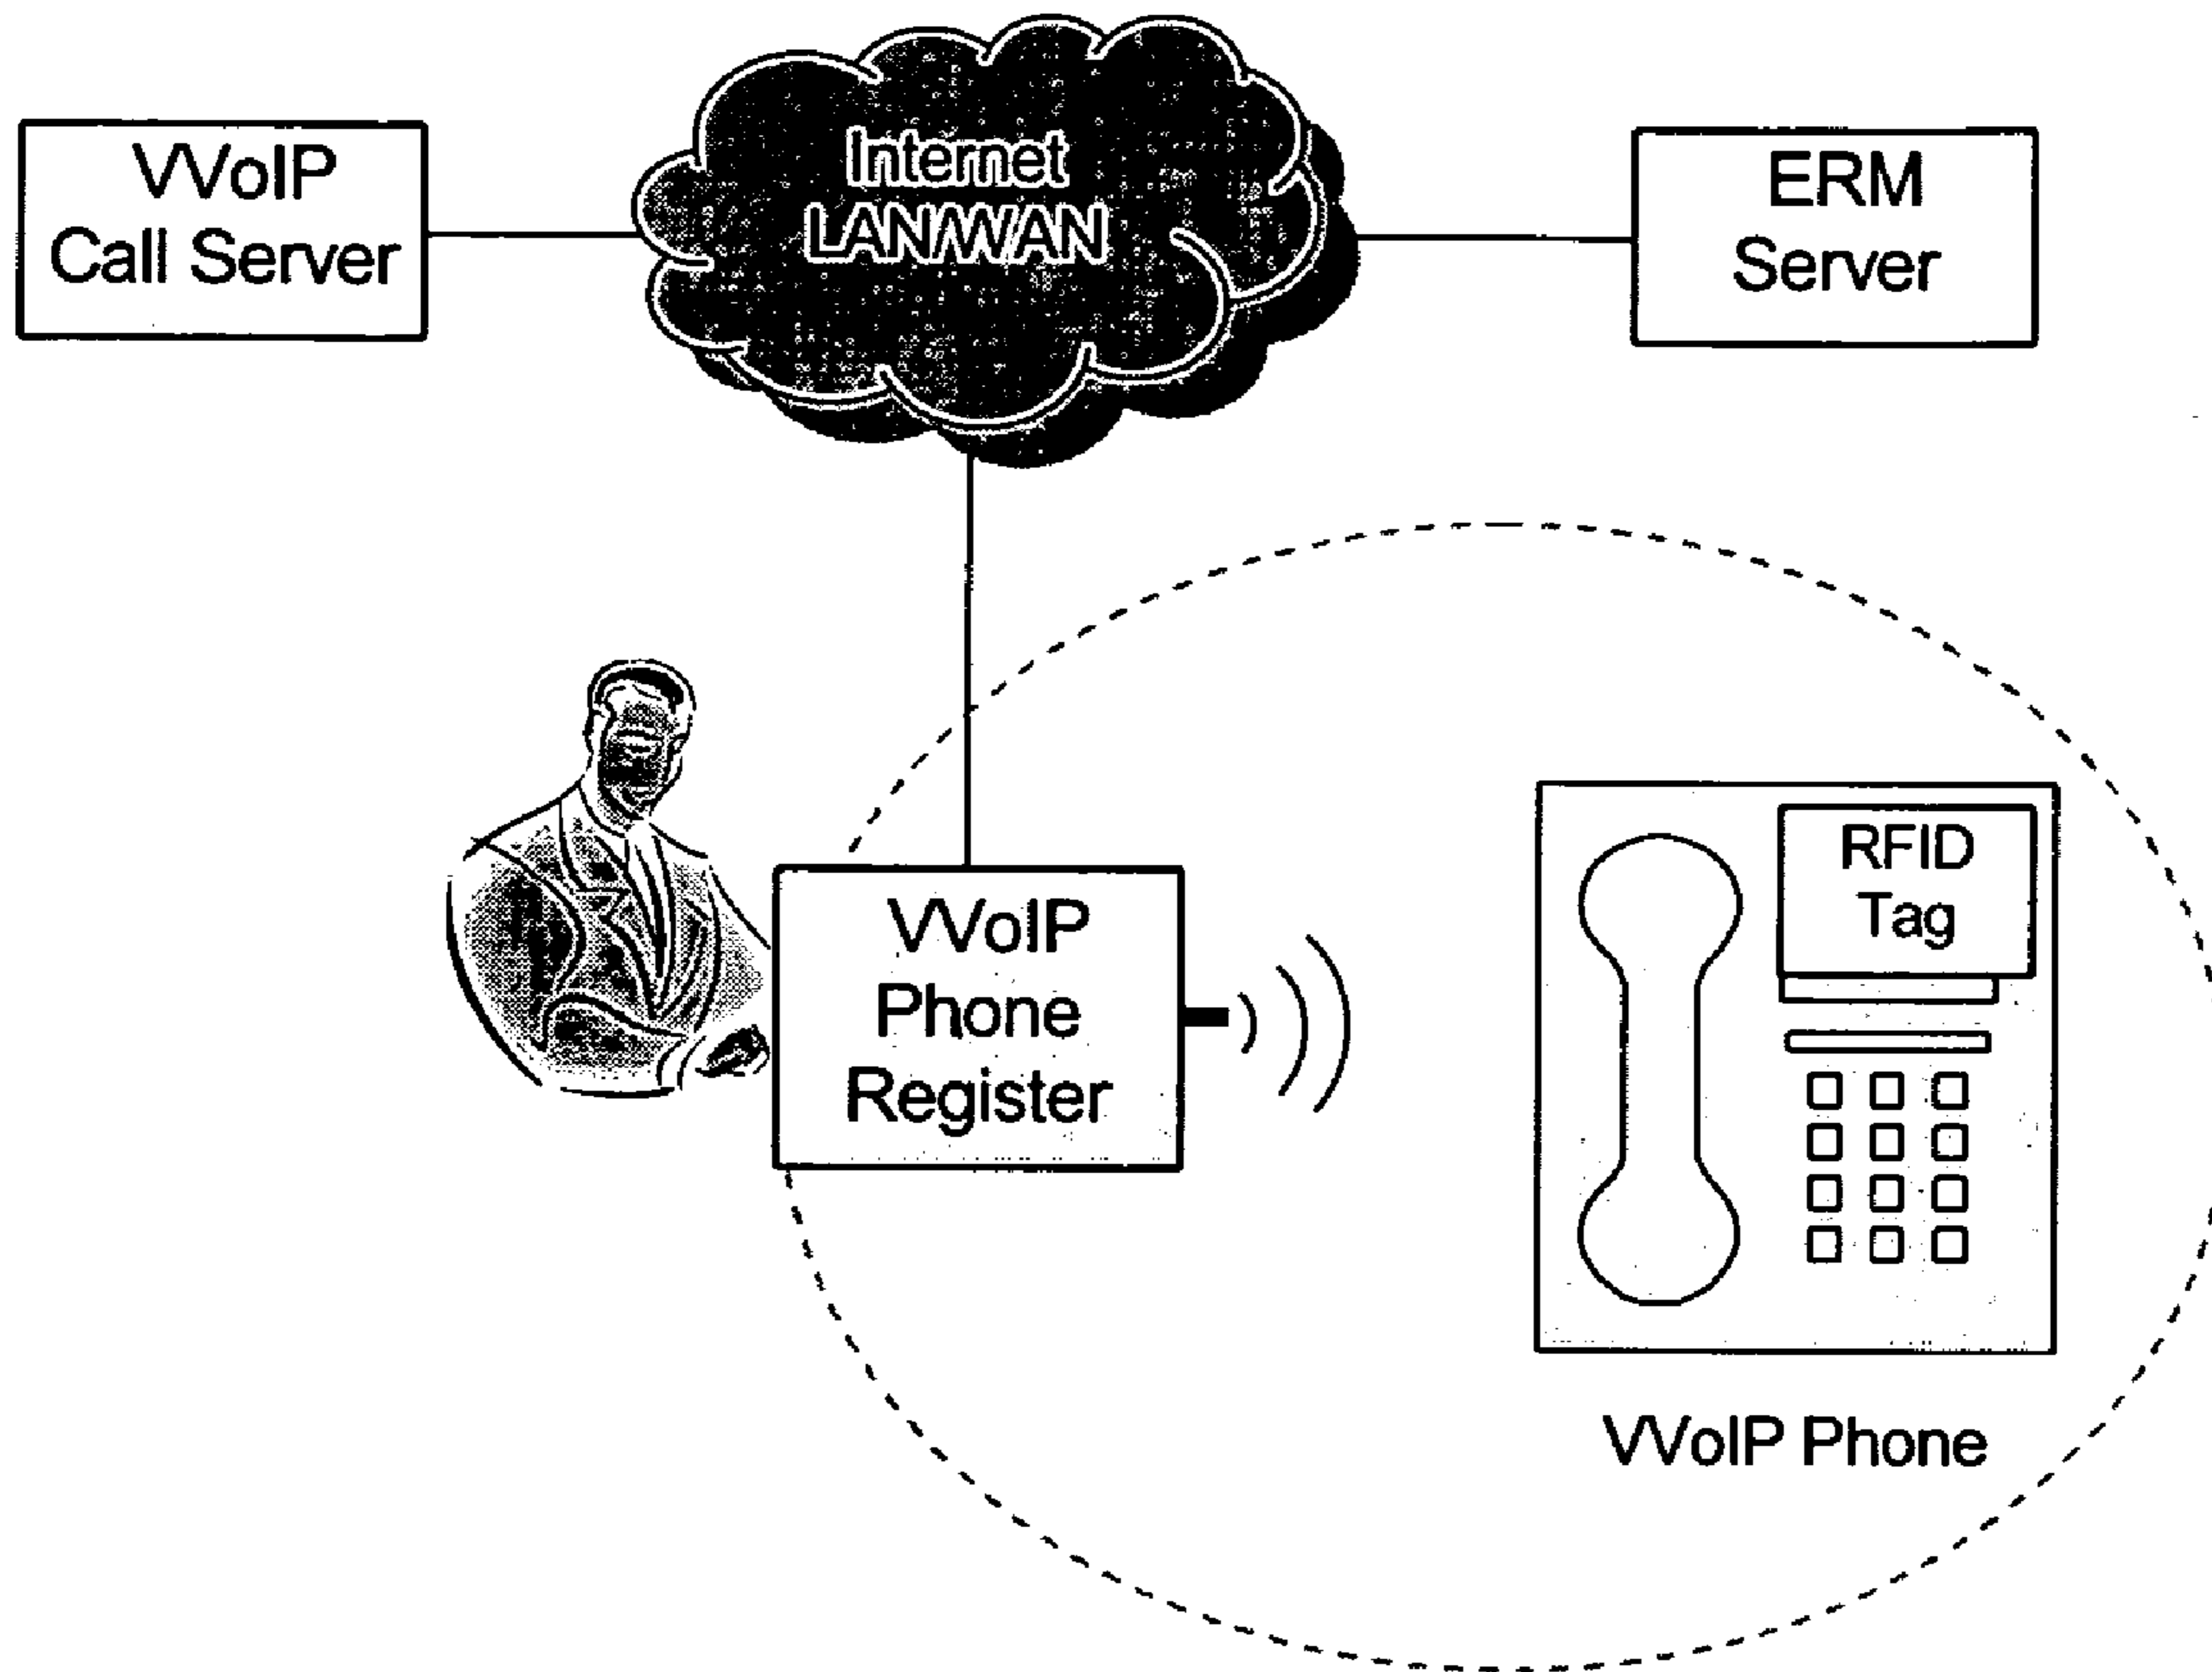 VVoIP
Call Server
Internet
LAN/WAN
ERM
Server
VVoIP
Phone
Register
RFID
Tag
VVoIP Phone